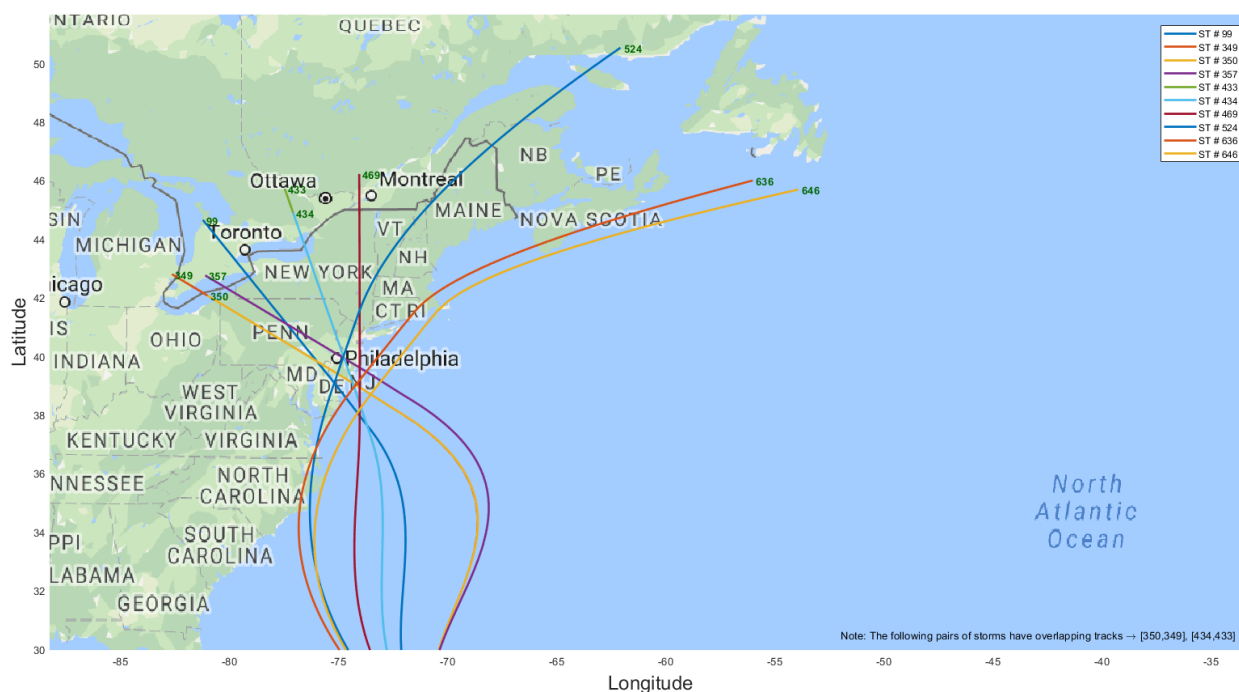 ONTARIO
QUEBEC
ST # 99
ST # 349
ST # 350
ST # 357
ST # 433
ST # 434
ST # 469
ST # 524
ST # 636
ST # 646
524
50
48
46
44
42
40
38
36
34
32
30
Latitude
NB
PE
469
Montreal
Ottawa
433
636
646
434
MAINE
NOVA SCOTIA
99
Toronto
SIN
MICHIGAN
VT
NH
349
357
NEW YORK
hicago
350
MA
CT RI
IS
OHIO
PENN
INDIANA
Philadelphia
MD
DE
NJ
WEST
VIRGINIA
KENTUCKY
VIRGINIA
NNESSEE
NORTH
CAROLINA
PPI
SOUTH
CAROLINA
LABAMA
GEORGIA
North
Atlantic
Ocean
Note: The following pairs of storms have overlapping tracks → [350,349], [434,433]
-85 -80 -75 -70 -65 -60 -55 -50 -45 -40 -35
Longitude